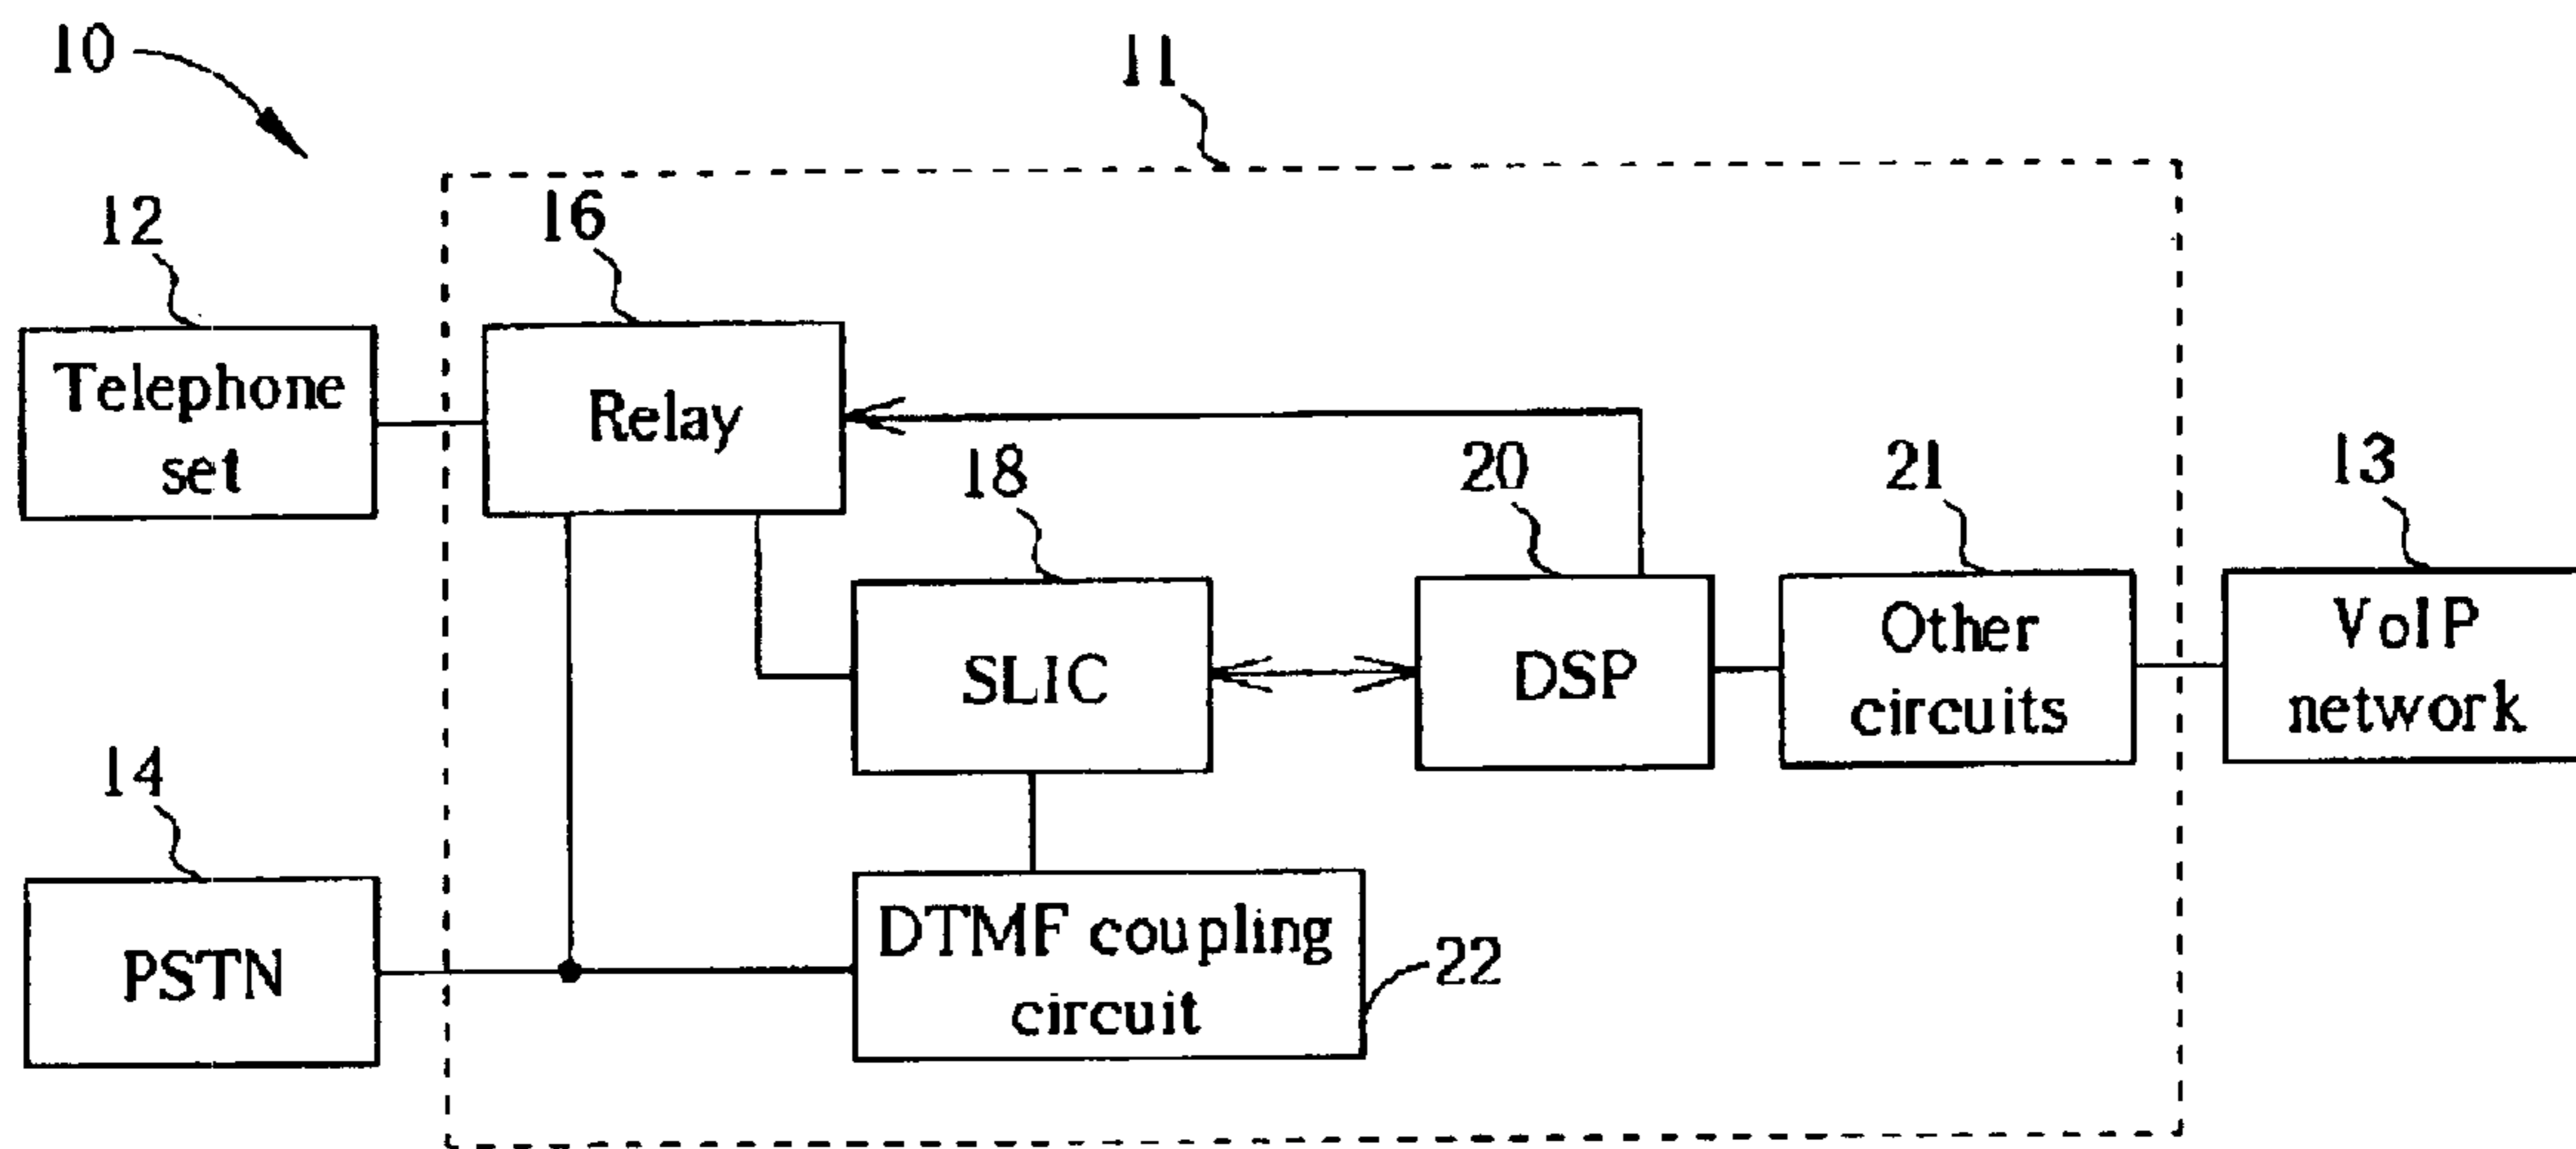 10
11
12
16
Telephone
set
Relay
18
20
21
13
SLIC
DSP
Other
circuits
VoIP
network
14
PSTN
DTMF coupling
circuit
22